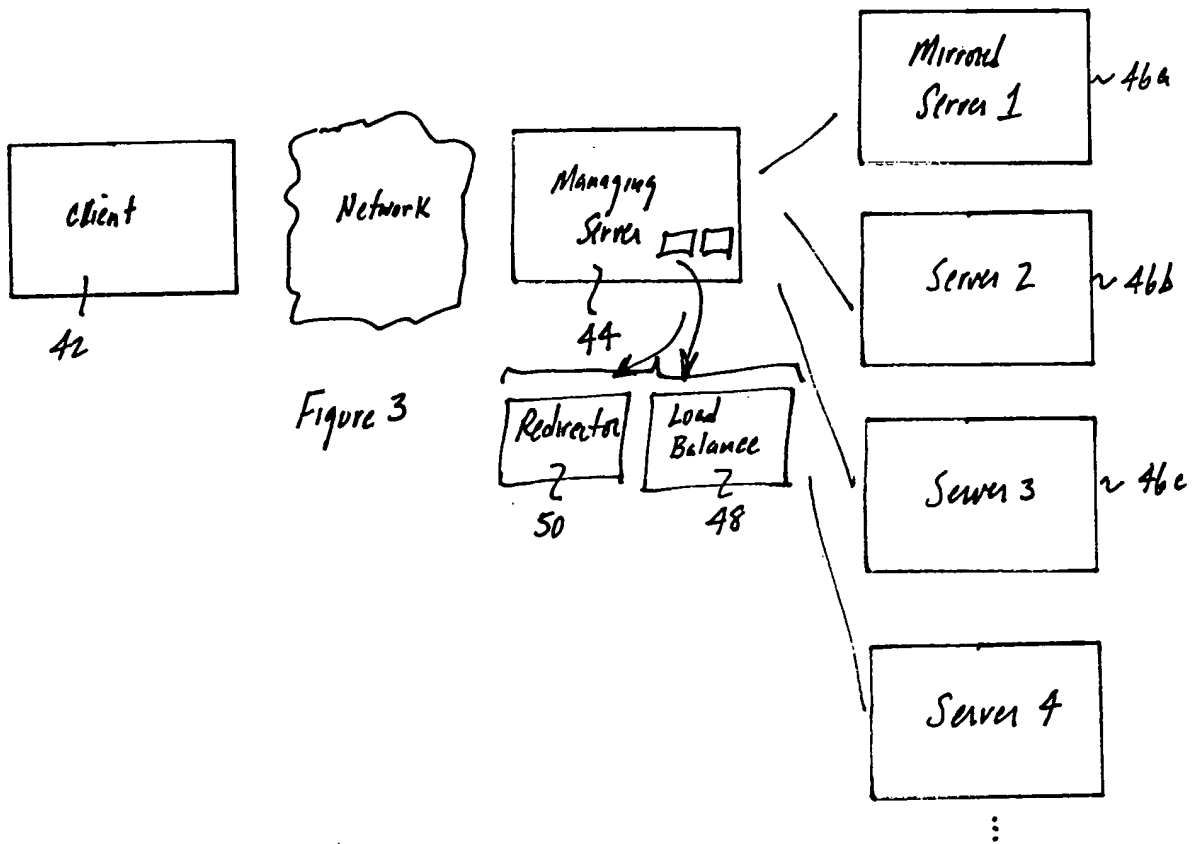 Mirrored
Server 1
~ 46a
Client
42
Network
Managing
Server
44
Server 2
~ 46b
Figure 3
Redirector
50
Load
Balance
48
Server 3
~ 46c
Server 4
⋮